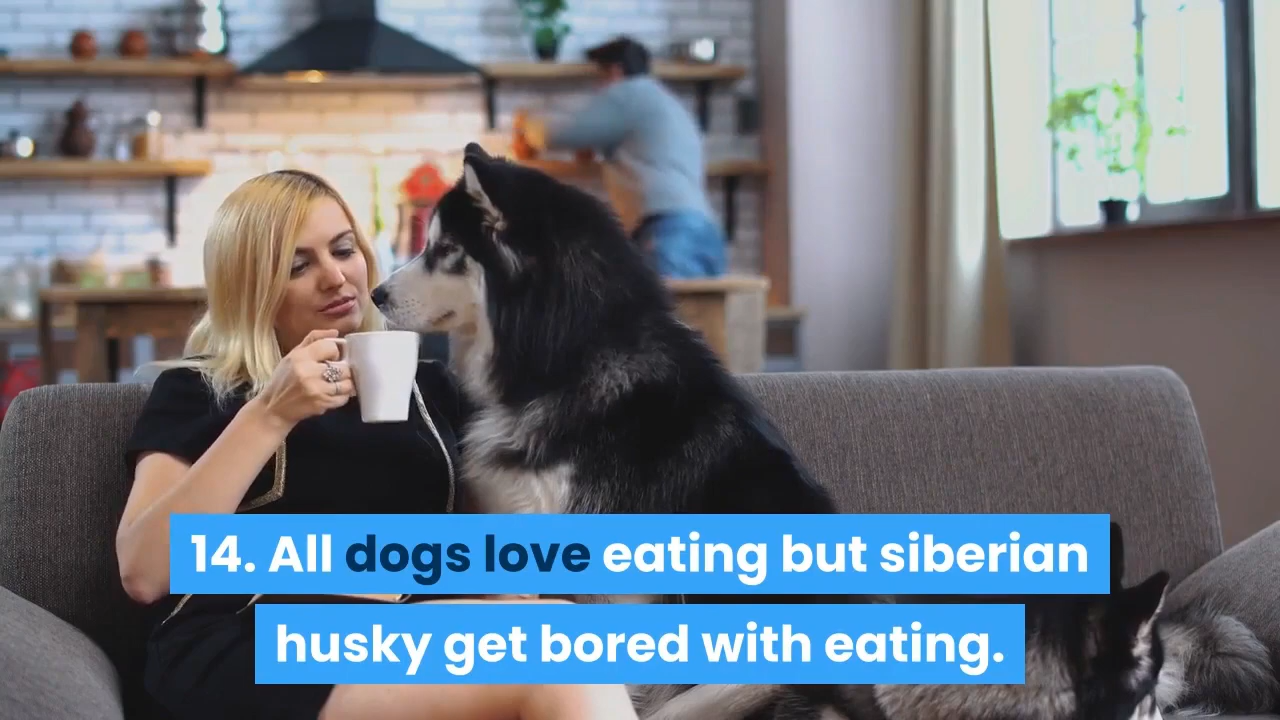 14. All dogs love eating but siberian
husky get bored with eating.